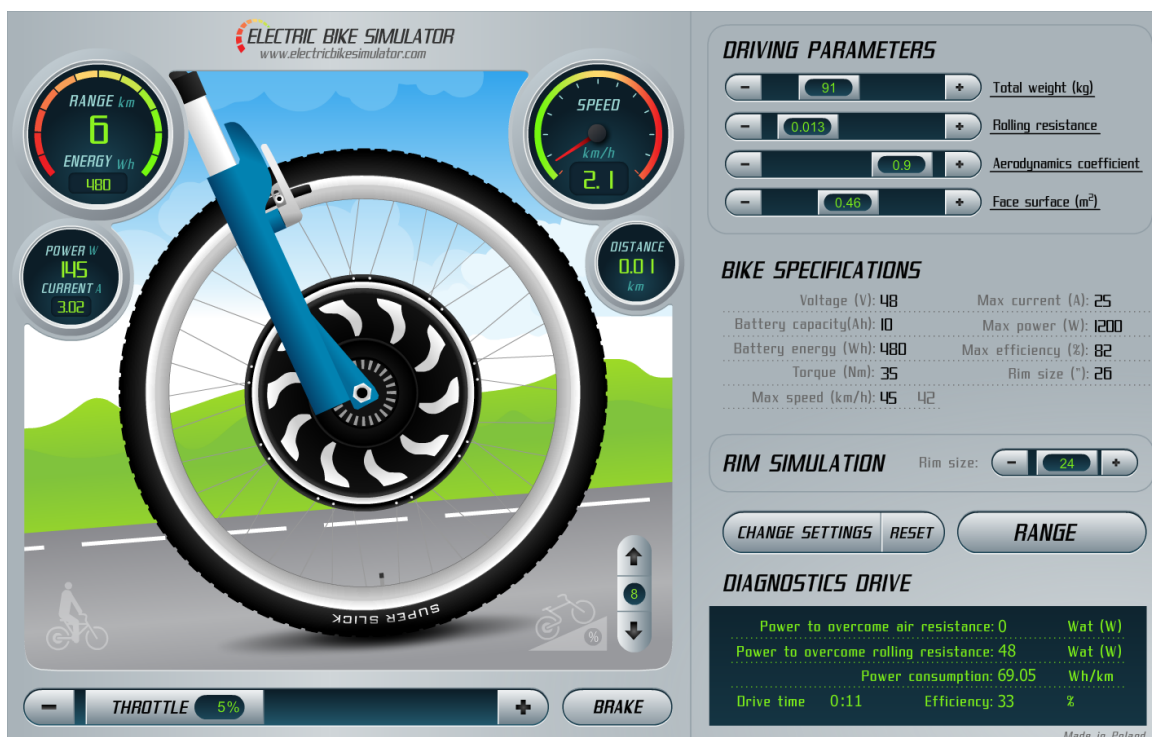 ELECTRIC BIKE SIMULATOR
www.electricbikesimulator.com
RANGE km
6
ENERGY Wh
480
SPEED
km/h
2.1
POWER W
145
CURRENT A
3.02
DISTANCE
0.01
km
SUPER SLICK
8
%
THROTTLE 5%
BRAKE
DRIVING PARAMETERS
- 91 + Total weight (kg)
- 0.013 + Rolling resistance
- 0.9 + Aerodynamics coefficient
- 0.46 + Face surface (m²)
BIKE SPECIFICATIONS
Voltage (V): 48 Max current (A): 25
Battery capacity(Ah): 10 Max power (W): 1200
Battery energy (Wh): 480 Max efficiency (%): 82
Torque (Nm): 35 Rim size ("): 26
Max speed (km/h): 45 42
RIM SIMULATION Rim size: - 24 +
CHANGE SETTINGS RESET RANGE
DIAGNOSTICS DRIVE
Power to overcome air resistance: 0 Wat (W)
Power to overcome rolling resistance: 48 Wat (W)
Power consumption: 69.05 Wh/km
Drive time 0:11 Efficiency: 33 %
Made in Poland